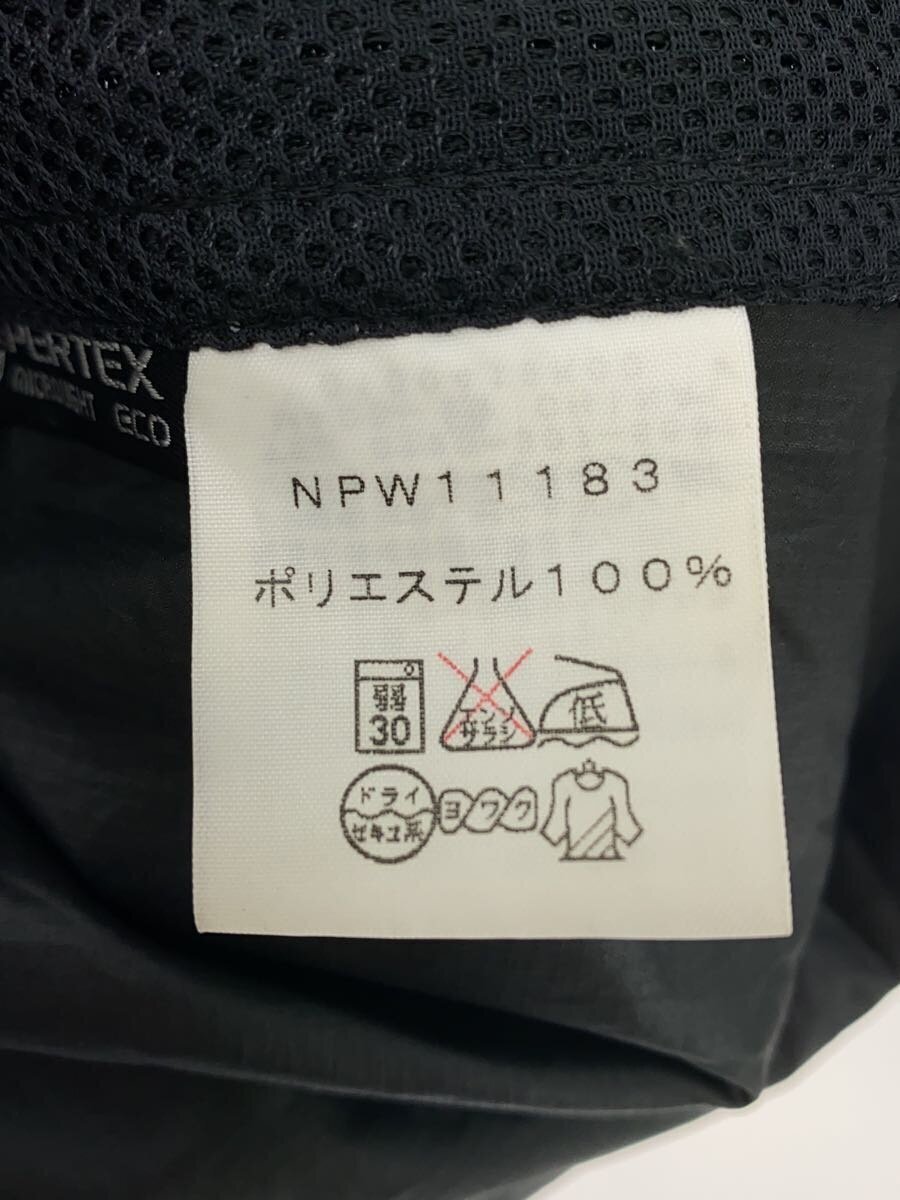 PERTEX
ECO
NPW11183
ポリエステル100%
弱
30
エンソ
サラシ
低
ドライ
セキユ系
ヨワク